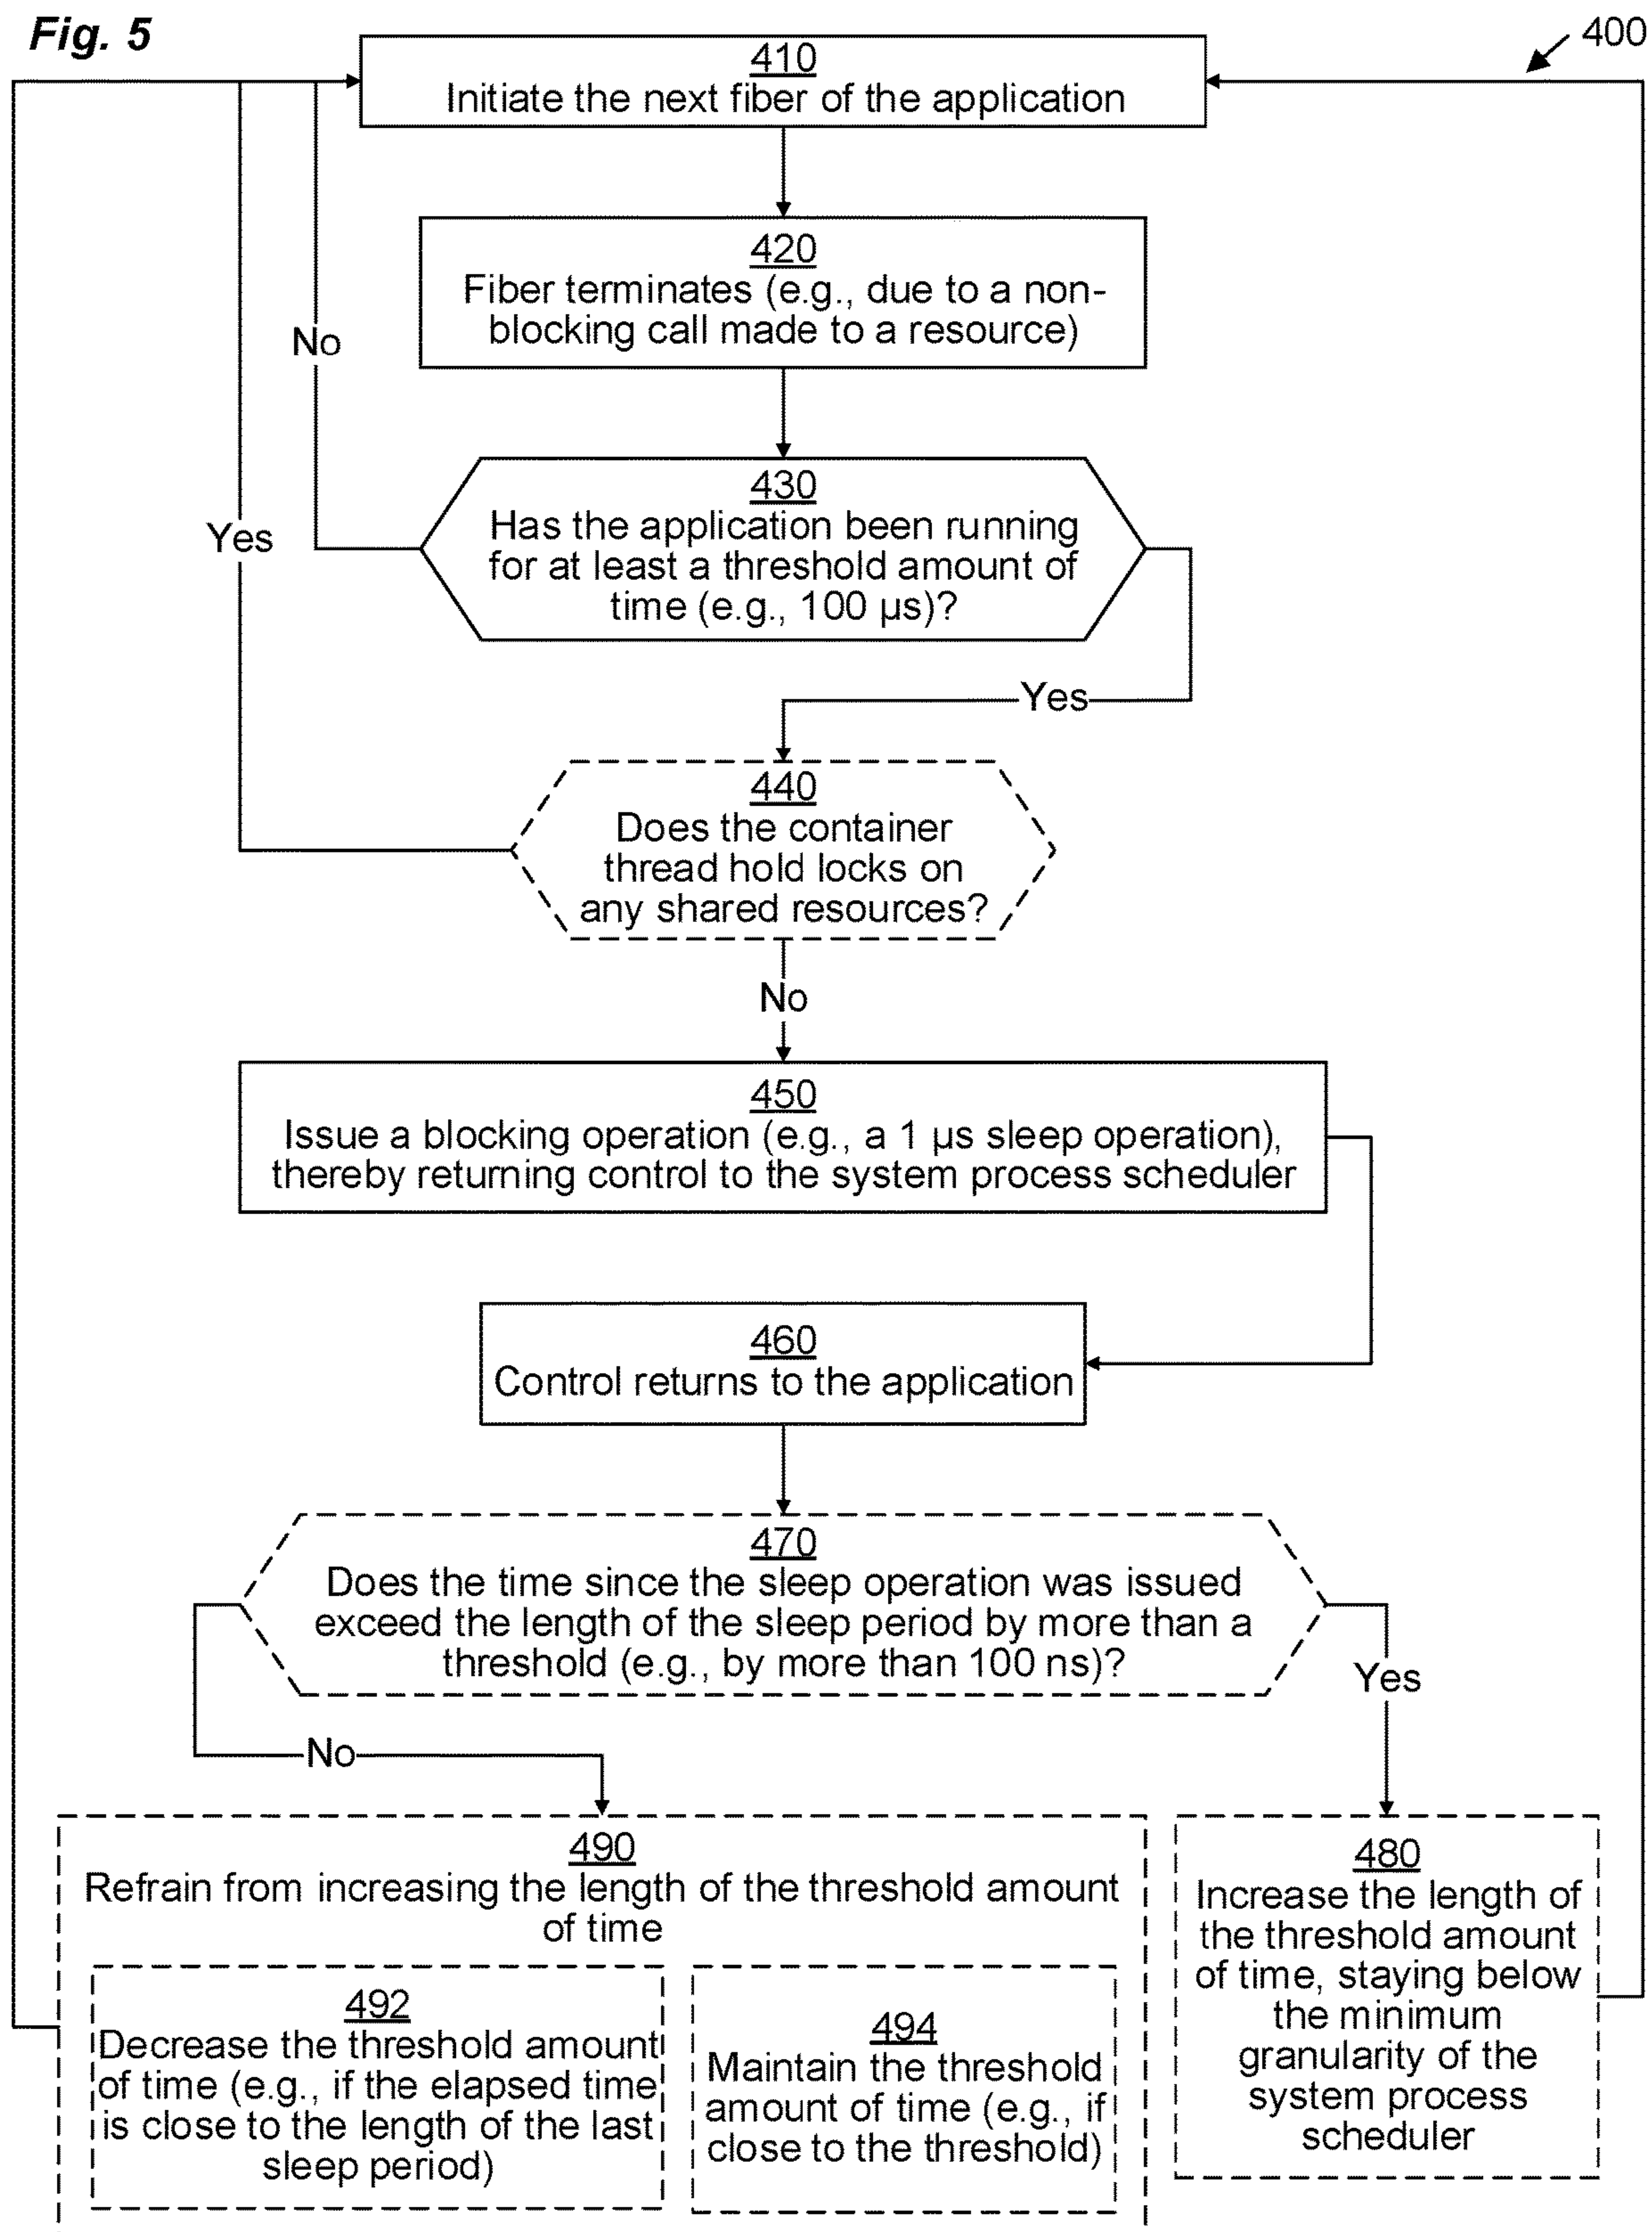 Fig. 5
400
410
Initiate the next fiber of the application
420
Fiber terminates (e.g., due to a non-
blocking call made to a resource)
No
430
Has the application been running
for at least a threshold amount of
time (e.g., 100 µs)?
Yes
Yes
440
Does the container
thread hold locks on
any shared resources?
No
450
Issue a blocking operation (e.g., a 1 µs sleep operation),
thereby returning control to the system process scheduler
460
Control returns to the application
470
Does the time since the sleep operation was issued
exceed the length of the sleep period by more than a
threshold (e.g., by more than 100 ns)?
Yes
No
490
Refrain from increasing the length of the threshold amount
of time
492
Decrease the threshold amount
of time (e.g., if the elapsed time
is close to the length of the last
sleep period)
494
Maintain the threshold
amount of time (e.g., if
close to the threshold)
480
Increase the length of
the threshold amount
of time, staying below
the minimum
granularity of the
system process
scheduler